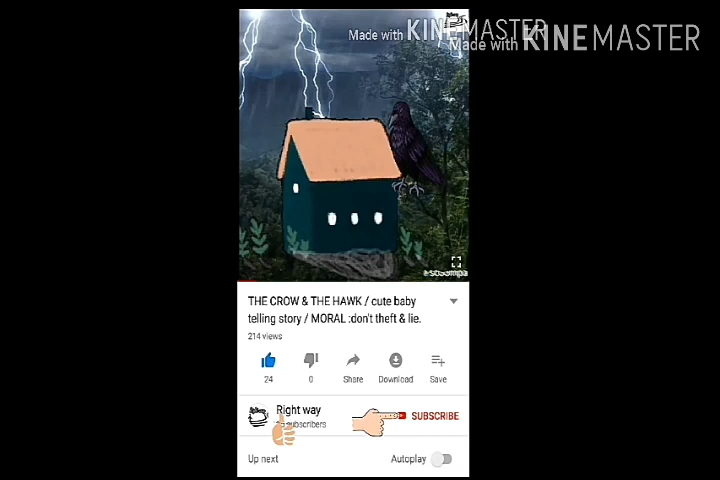 Made with KINEMASTER
Made with KINEMASTER
THE CROW & THE HAWK / cute baby
telling story / MORAL :don't theft & lie.
214 views
24
0
Share
Download
Save
Right way
subscribers
SUBSCRIBE
Up next
Autoplay